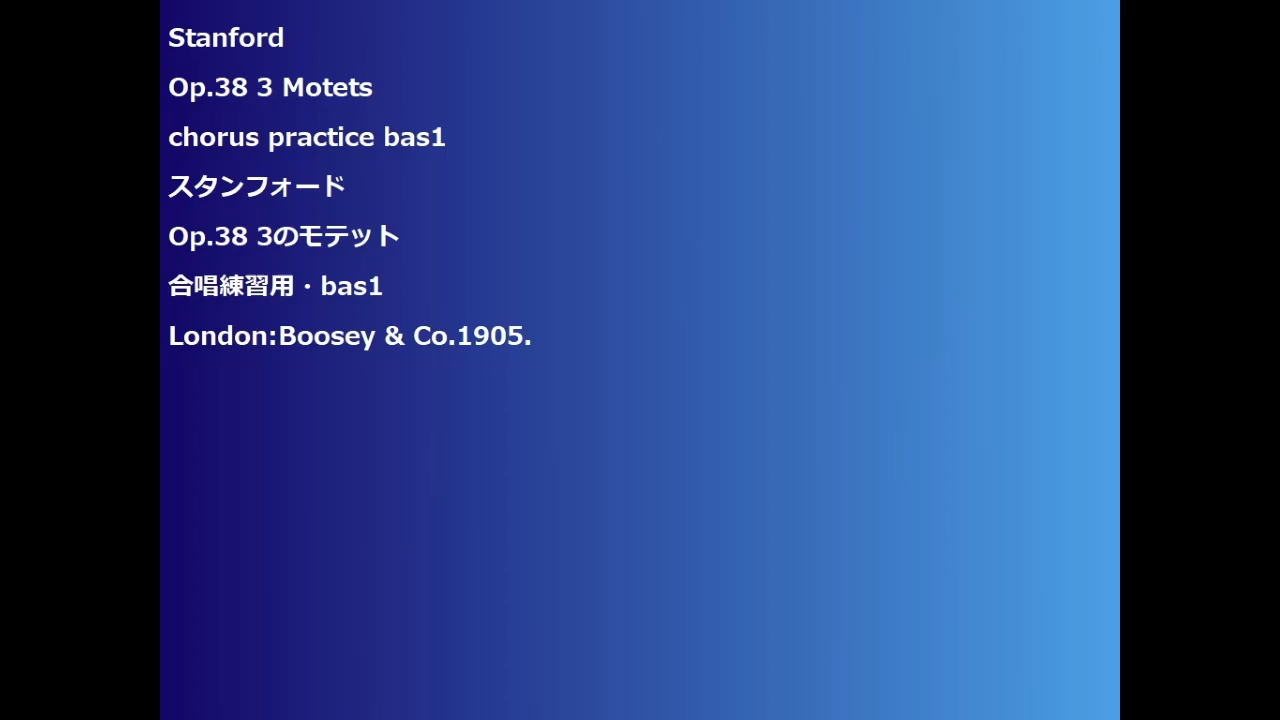 Stanford
Op.38 3 Motets
chorus practice bas1
スタンフォード
Op.38 3のモテット
合唱練習用・bas1
London:Boosey & Co.1905.